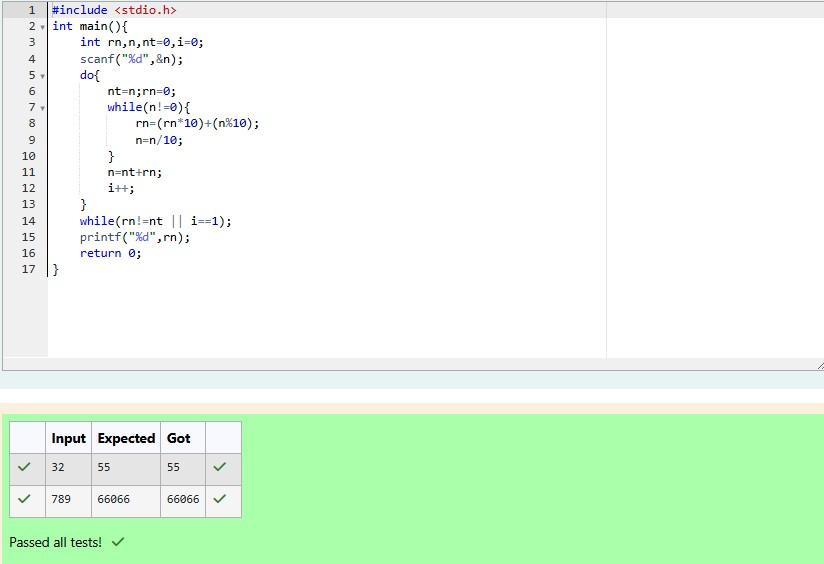 1 #include <stdio.h>
2 int main(){
3     int rn,n,nt=0,i=0;
4     scanf("%d",&n);
5     do{
6         nt=n;rn=0;
7         while(n!=0){
8             rn=(rn*10)+(n%10);
9             n=n/10;
10         }
11         n=nt+rn;
12         i++;
13     }
14     while(rn!=nt || i==1);
15     printf("%d",rn);
16     return 0;
17 }
Input Expected Got
32 55 55
789 66066 66066
Passed all tests!